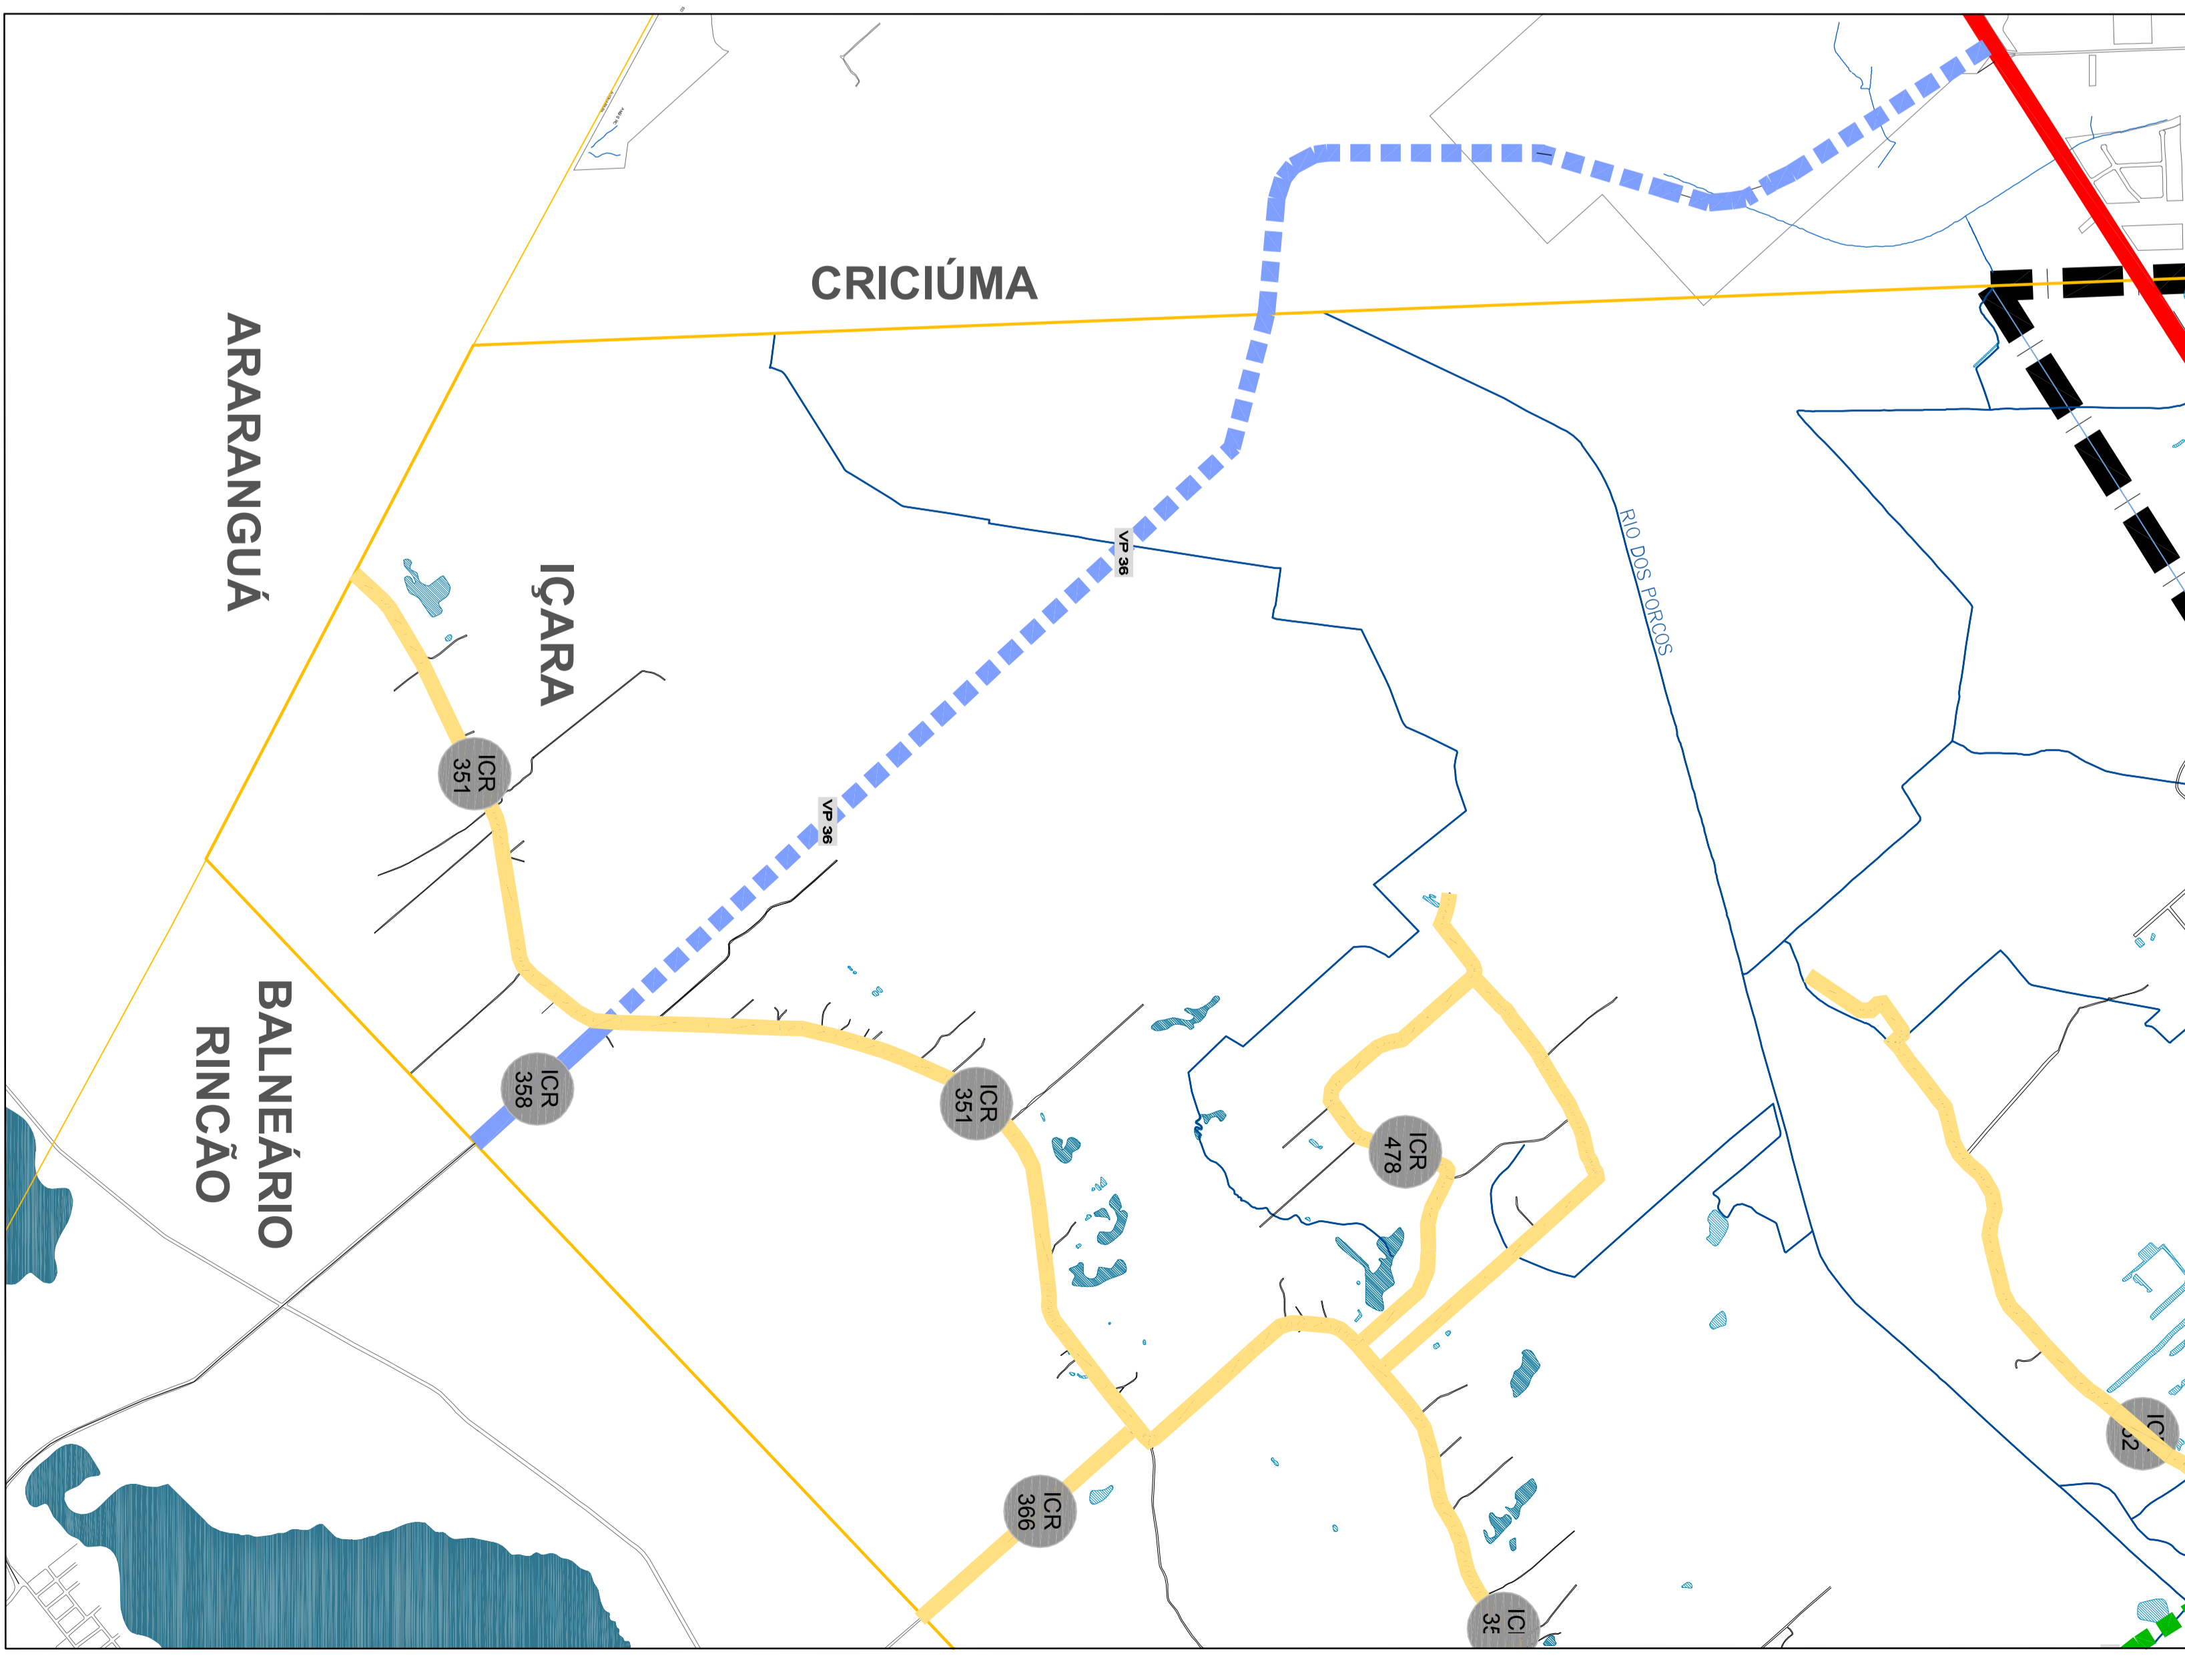 CRICIÚMA
ARARANGUÁ
IÇARA
RIO DOS PORCOS
VP 36
VP 36
ICR
351
ICR
358
ICR
351
ICR
478
BALNEÁRIO
RINCÃO
ICR
366